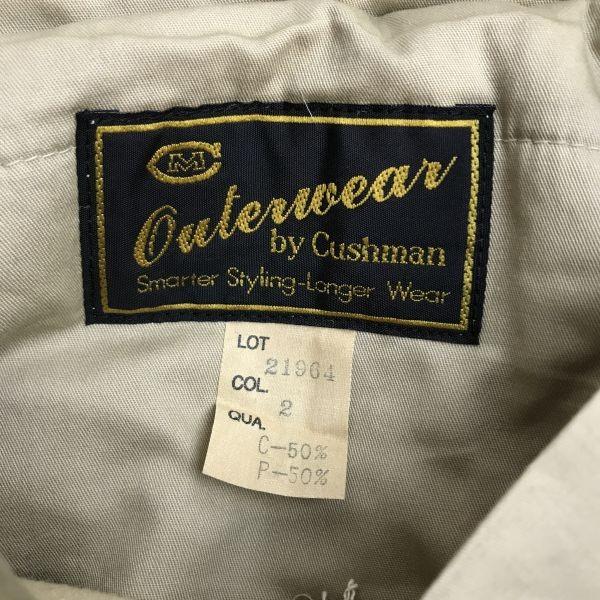 CM
Outerwear
by Cushman
Smarter Styling-Longer Wear
LOT
21964
COL.
2
QUA.
C-50%
P-50%